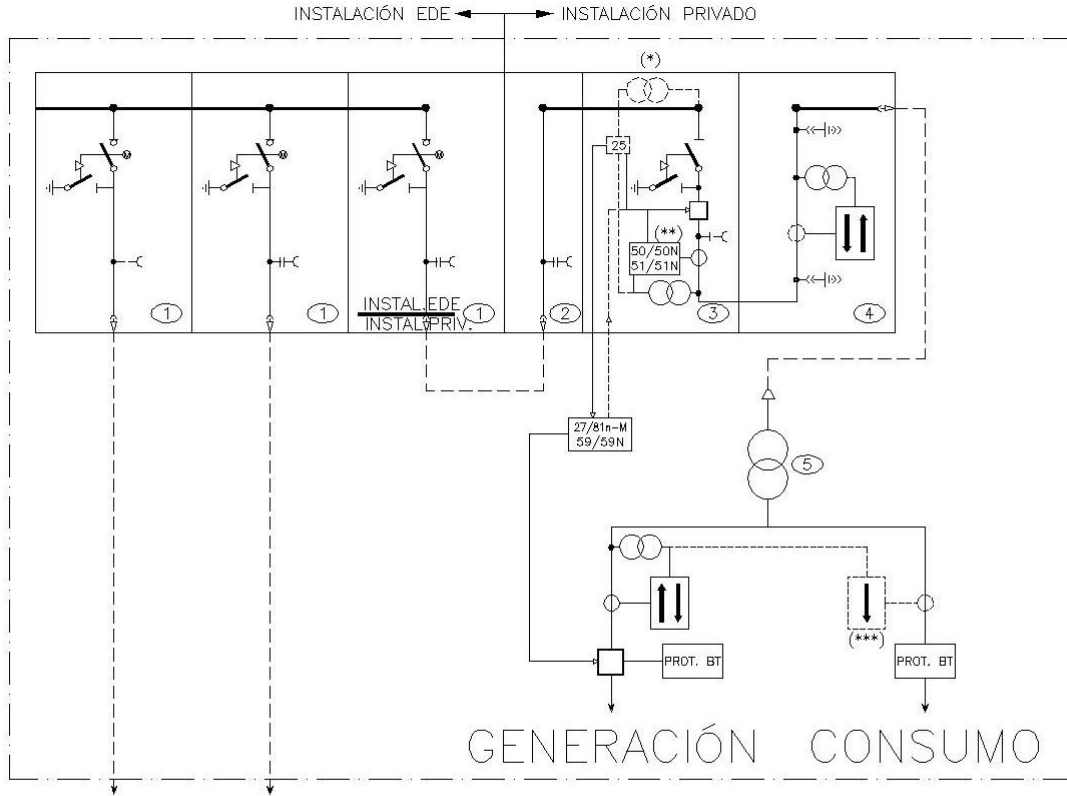 INSTALACIÓN EDE
INSTALACIÓN PRIVADO
(*)
25
M
M
M
(**)
50/50N
51/51N
INSTAL.EDE
INSTAL.PRIV.
1
1
1
2
3
4
27/81n-M
59/59N
5
(***)
PROT. BT
PROT. BT
GENERACIÓN
CONSUMO